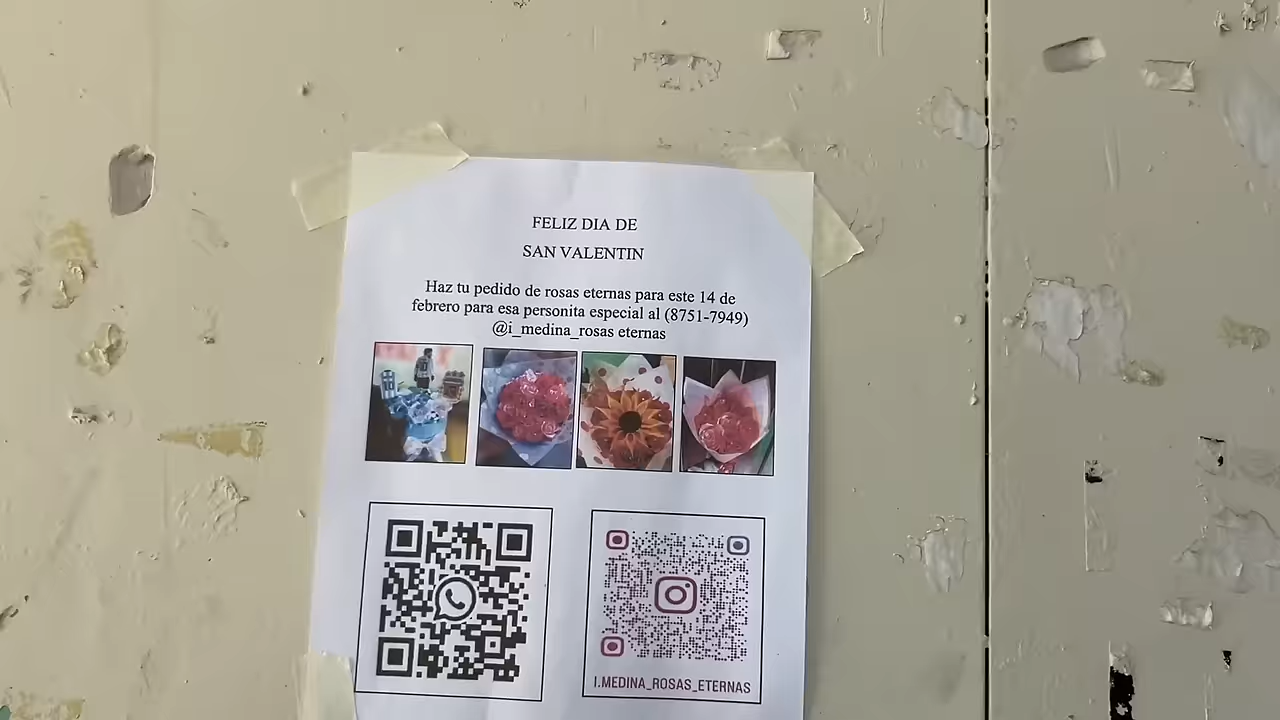 FELIZ DIA DE
SAN VALENTIN
Haz tu pedido de rosas eternas para este 14 de
febrero para esa personita especial al (8751-7949)
@i_medina_rosas eternas
I.MEDINA_ROSAS_ETERNAS